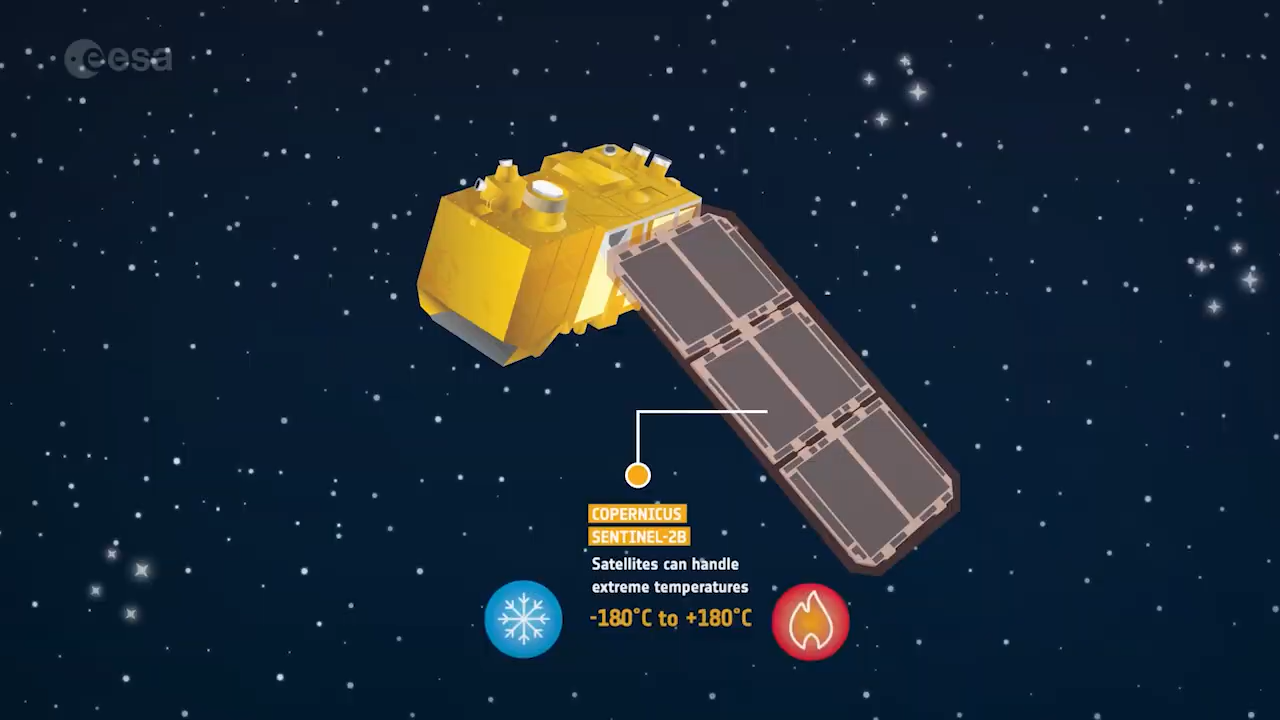 esa
COPERNICUS
SENTINEL-2B
Satellites can handle
extreme temperatures
-180°C to +180°C